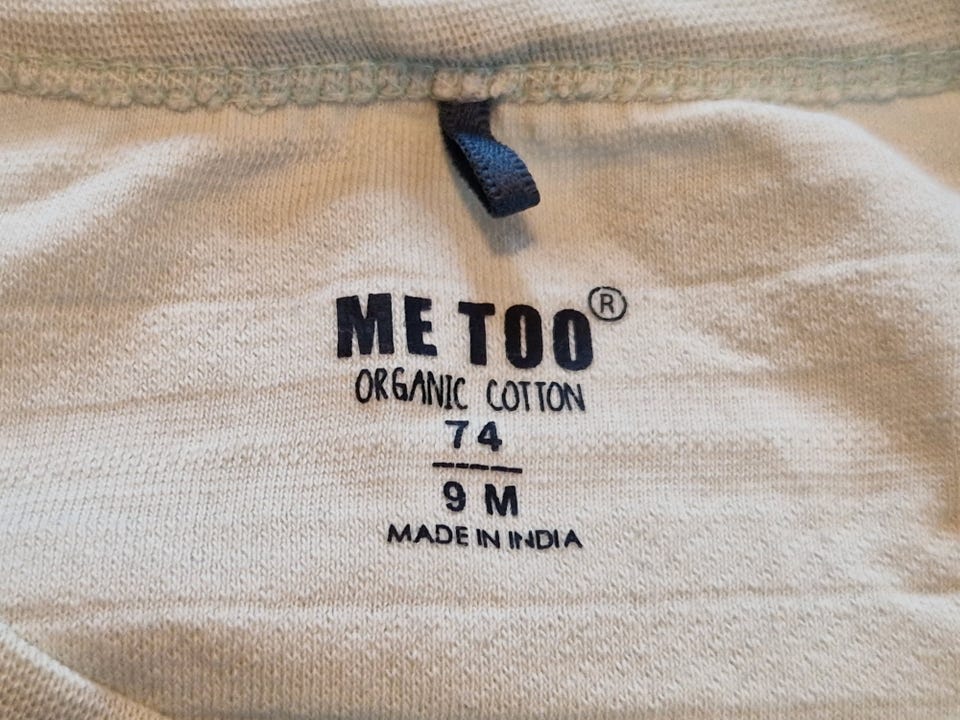 ME TOO®
ORGANIC COTTON
74
9 M
MADE IN INDIA